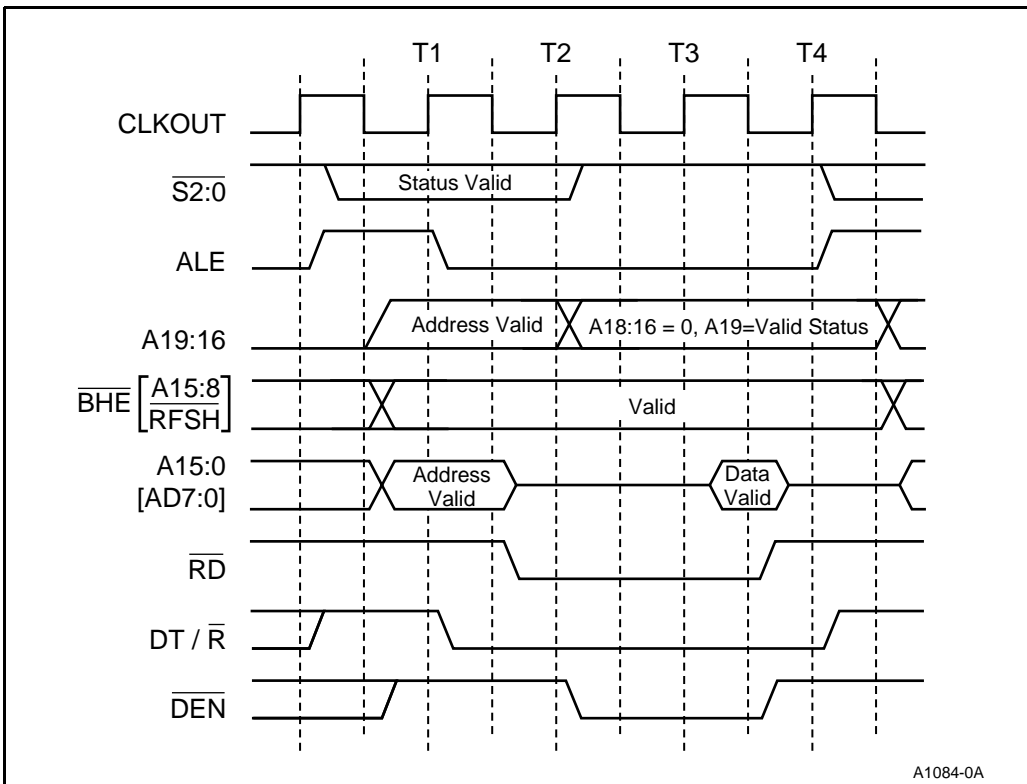 T1 T2 T3 T4
CLKOUT
S2:0
Status Valid
ALE
A19:16
Address Valid
A18:16 = 0, A19=Valid Status
BHE [A15:8
RFSH]
Valid
A15:0
[AD7:0]
Address
Valid
Data
Valid
RD
DT / R
DEN
A1084-0A